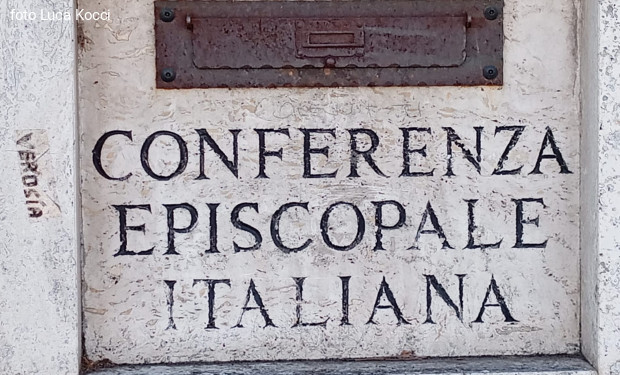 foto Luca Kocci
CONFERENZA
EPISCOPALE
ITALIANA